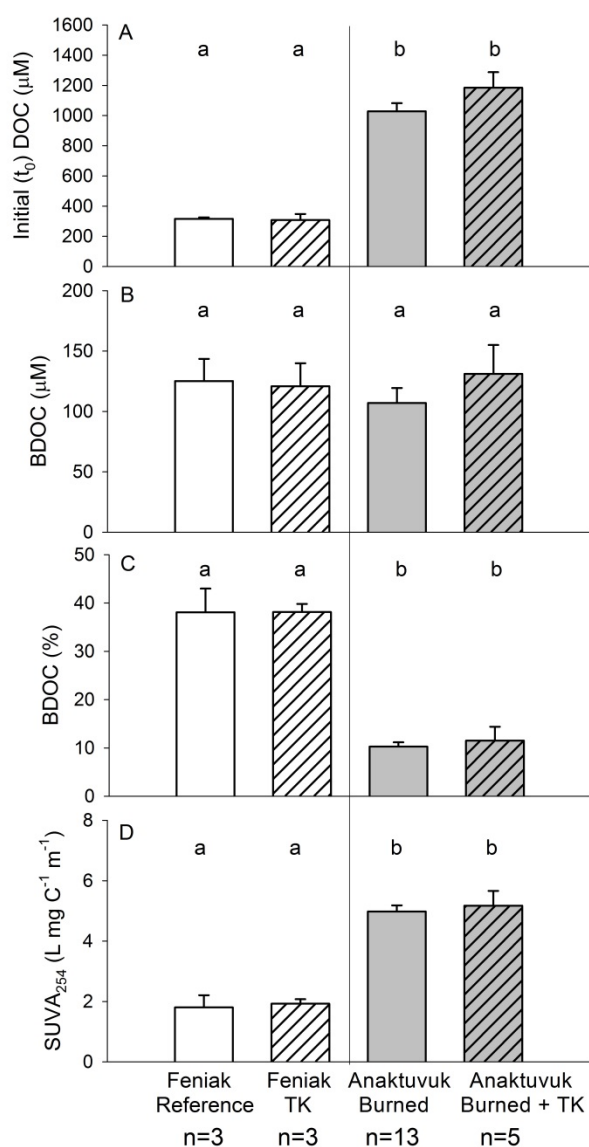 A
Initial (t0) DOC (μM)
1600
1400
1200
1000
800
600
400
200
0
a a b b
B
BDOC (μM)
200
150
100
50
0
a a a a
C
BDOC (%)
50
40
30
20
10
0
a a b b
D
SUVA254 (L mg C-1 m-1)
8
6
4
2
0
a a b b
Feniak Feniak Anaktuvuk Anaktuvuk
Reference TK Burned Burned + TK
n=3 n=3 n=13 n=5